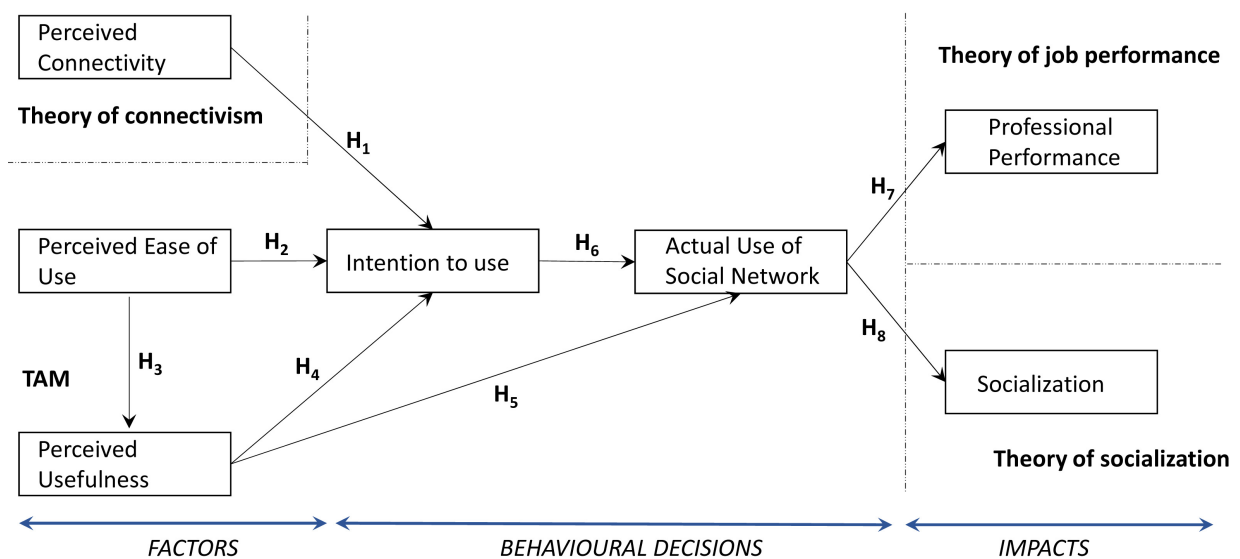 Perceived
Connectivity
Theory of connectivism
Theory of job performance
Professional
Performance
H1
H7
Perceived Ease of
Use
H2
Intention to use
H6
Actual Use of
Social Network
H8
H3
TAM
H4
H5
Socialization
Perceived
Usefulness
Theory of socialization
FACTORS
BEHAVIOURAL DECISIONS
IMPACTS